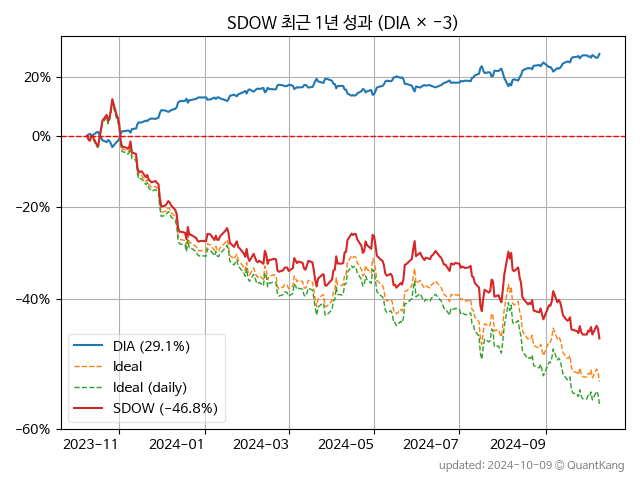 SDOW 최근 1년 성과 (DIA × −3)
20%
0%
−20%
−40%
−60%
DIA (29.1%)
Ideal
Ideal (daily)
SDOW (−46.8%)
2023−11
2024−01
2024−03
2024−05
2024−07
2024−09
updated: 2024-10-09 © QuantKang